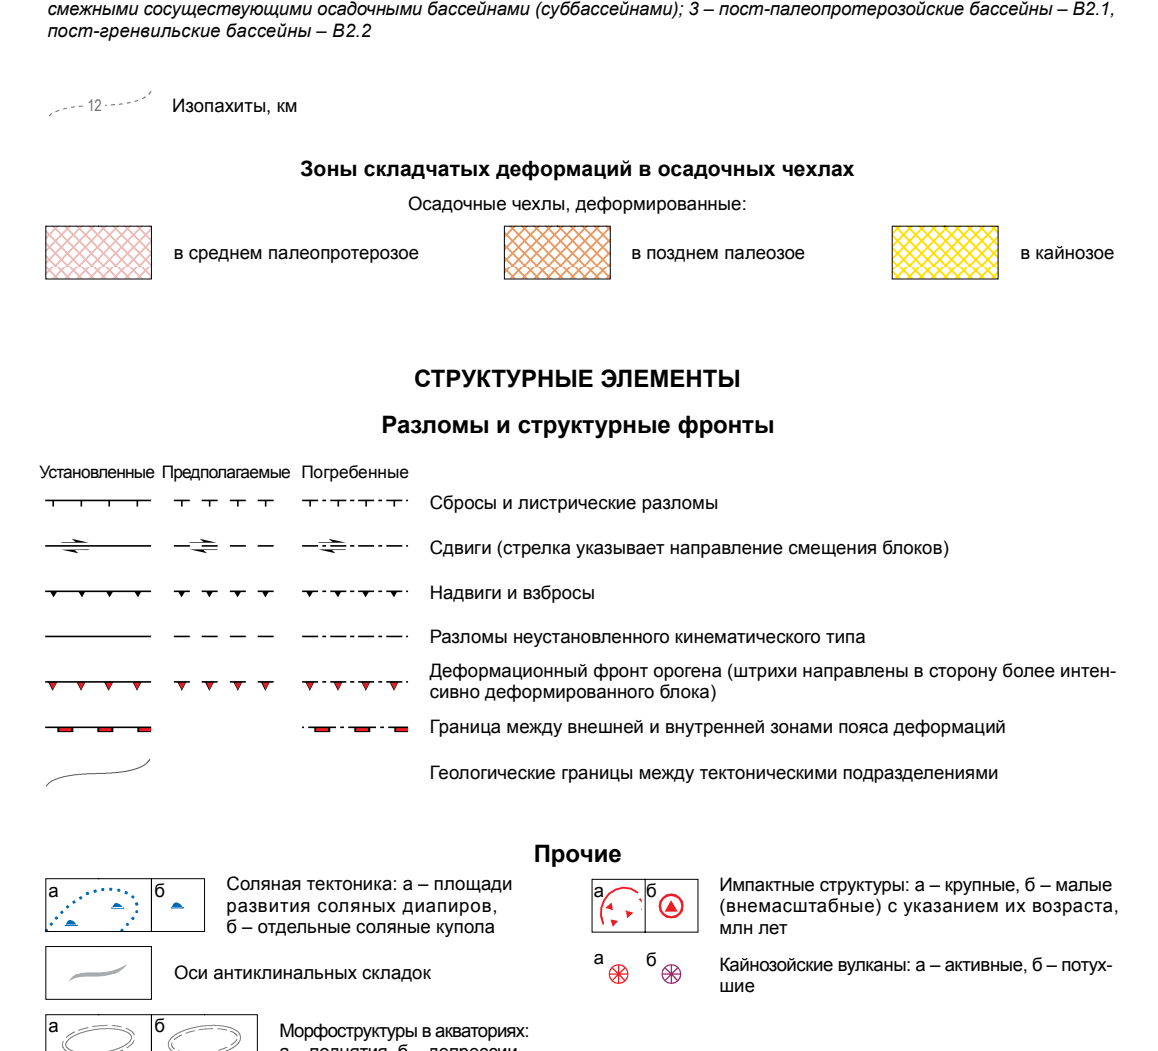 смежными сосуществующими осадочными бассейнами (суббассейнами); 3 – пост-палеопротерозойские бассейны – В2.1,
пост-гренвильские бассейны – В2.2
12
Изопахиты, км
Зоны складчатых деформаций в осадочных чехлах
Осадочные чехлы, деформированные:
в среднем палеопротерозое
в позднем палеозое
в кайнозое
СТРУКТУРНЫЕ ЭЛЕМЕНТЫ
Разломы и структурные фронты
Установленные Предполагаемые Погребенные
Сбросы и листрические разломы
Сдвиги (стрелка указывает направление смещения блоков)
Надвиги и взбросы
Разломы неустановленного кинематического типа
Деформационный фронт орогена (штрихи направлены в сторону более интен-
сивно деформированного блока)
Граница между внешней и внутренней зонами пояса деформаций
Геологические границы между тектоническими подразделениями
Прочие
а б
Соляная тектоника: а – площади
развития соляных диапиров,
б – отдельные соляные купола
Оси антиклинальных складок
а б
Морфоструктуры в акваториях:
а – поднятия, б – депрессии
а б
Импактные структуры: а – крупные, б – малые
(внемасштабные) с указанием их возраста,
млн лет
а б
Кайнозойские вулканы: а – активные, б – потух-
шие